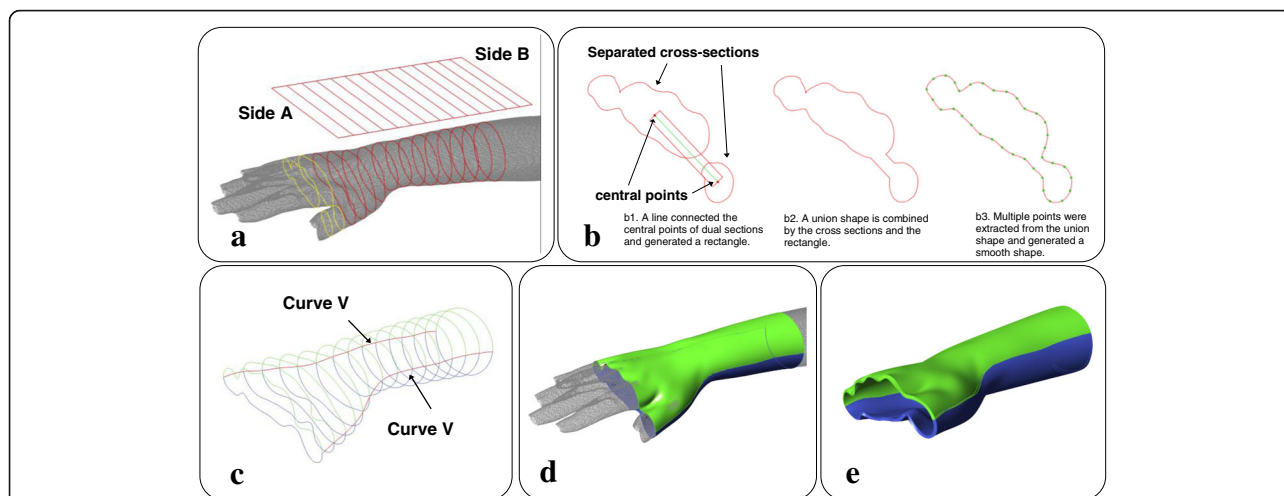 Side B
Side A
a
Separated cross-sections
central points
b1. A line connected the
central points of dual sections
and generated a rectangle.
b2. A union shape is combined
by the cross sections and the
rectangle.
b3. Multiple points were
extracted from the union
shape and generated a
smooth shape.
b
Curve V
Curve V
c
d
e